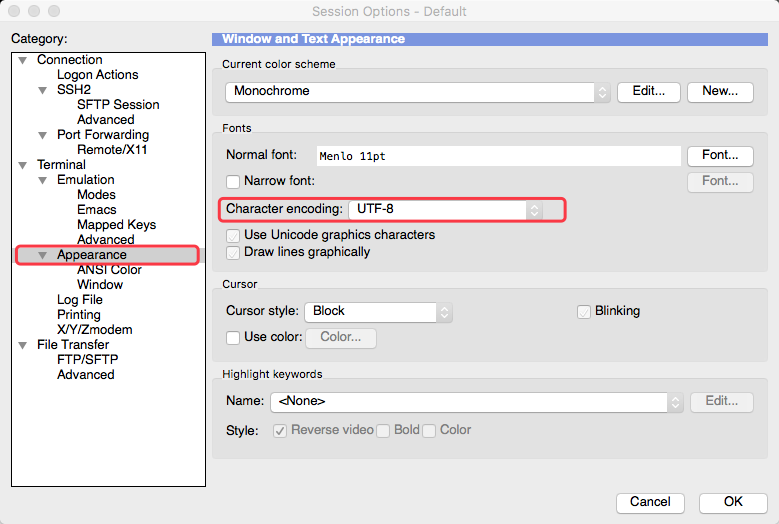 Session Options - Default
Category:
Connection
Logon Actions
SSH2
SFTP Session
Advanced
Port Forwarding
Remote/X11
Terminal
Emulation
Modes
Emacs
Mapped Keys
Advanced
Appearance
ANSI Color
Window
Log File
Printing
X/Y/Zmodem
File Transfer
FTP/SFTP
Advanced
Window and Text Appearance
Current color scheme
Monochrome Edit... New...
Fonts
Normal font: Menlo 11pt Font...
Narrow font: Font...
Character encoding: UTF-8
Use Unicode graphics characters
Draw lines graphically
Cursor
Cursor style: Block Blinking
Use color: Color...
Highlight keywords
Name: <None> Edit...
Style: Reverse video Bold Color
Cancel OK